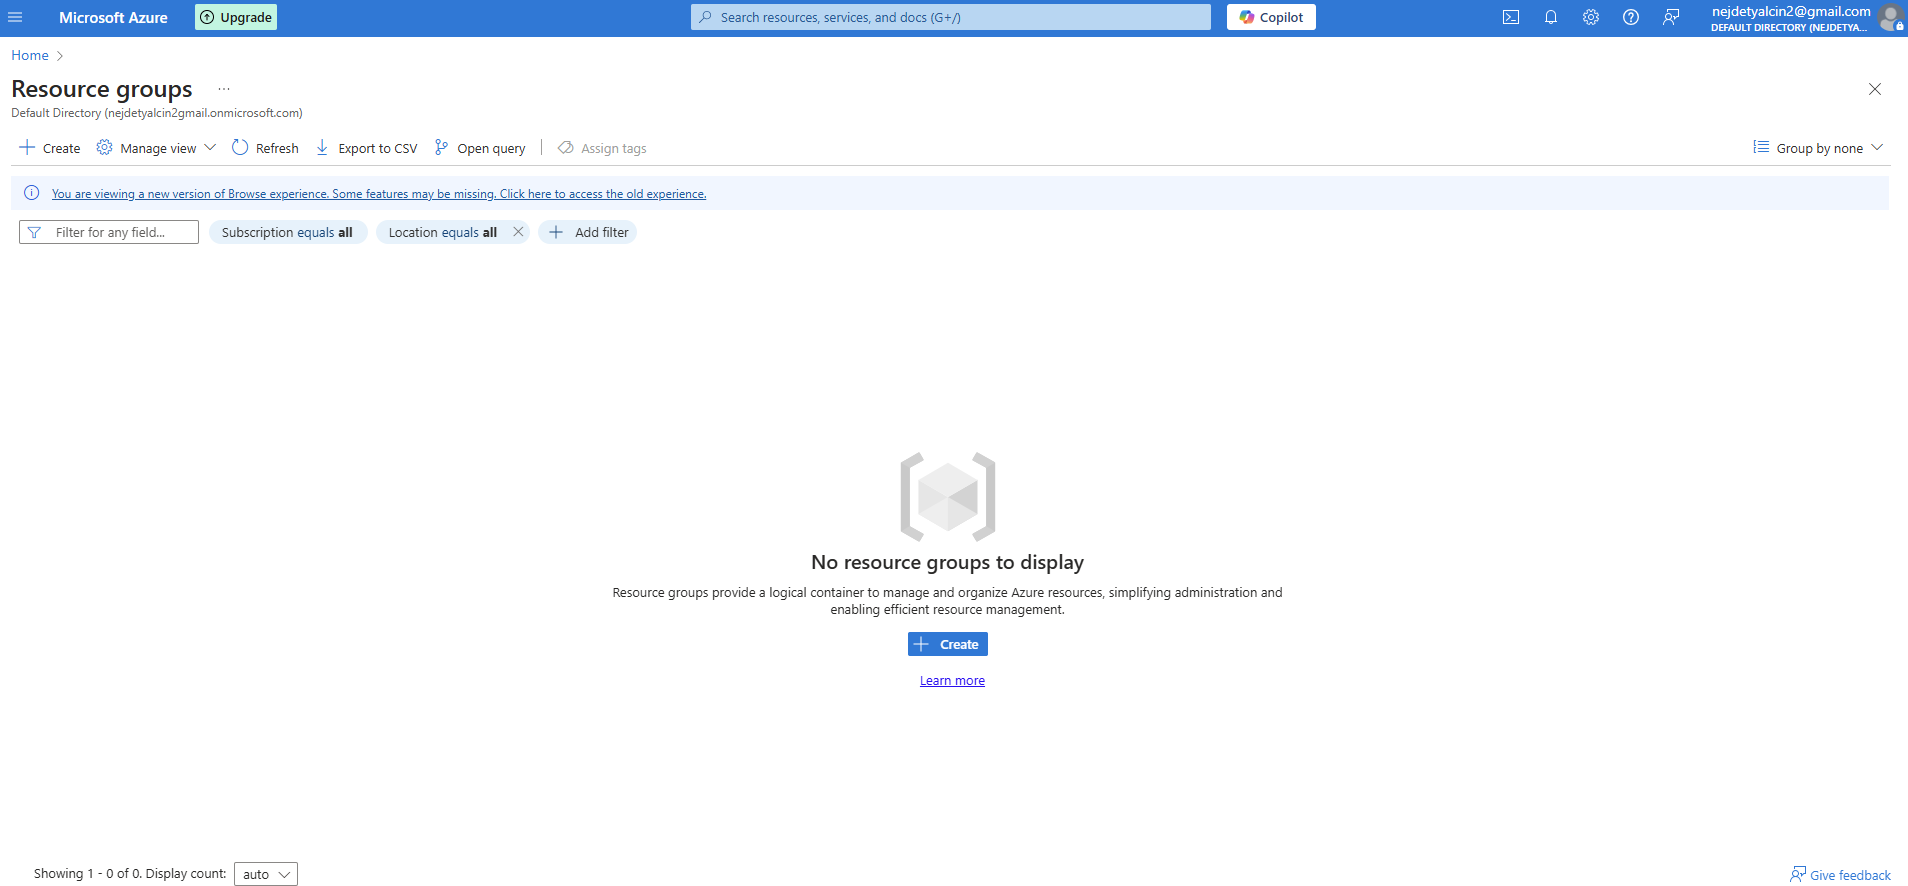 Microsoft Azure
Upgrade
Search resources, services, and docs (G+/)
Copilot
nejdetyalcin2@gmail.com
DEFAULT DIRECTORY (NEJDETYA...
Home
Resource groups ...
Default Directory (nejdetyalcin2gmail.onmicrosoft.com)
Create Manage view Refresh Export to CSV Open query Assign tags Group by none
You are viewing a new version of Browse experience. Some features may be missing. Click here to access the old experience.
Filter for any field... Subscription equals all Location equals all Add filter
No resource groups to display
Resource groups provide a logical container to manage and organize Azure resources, simplifying administration and
enabling efficient resource management.
Create
Learn more
Showing 1 - 0 of 0. Display count: auto
Give feedback